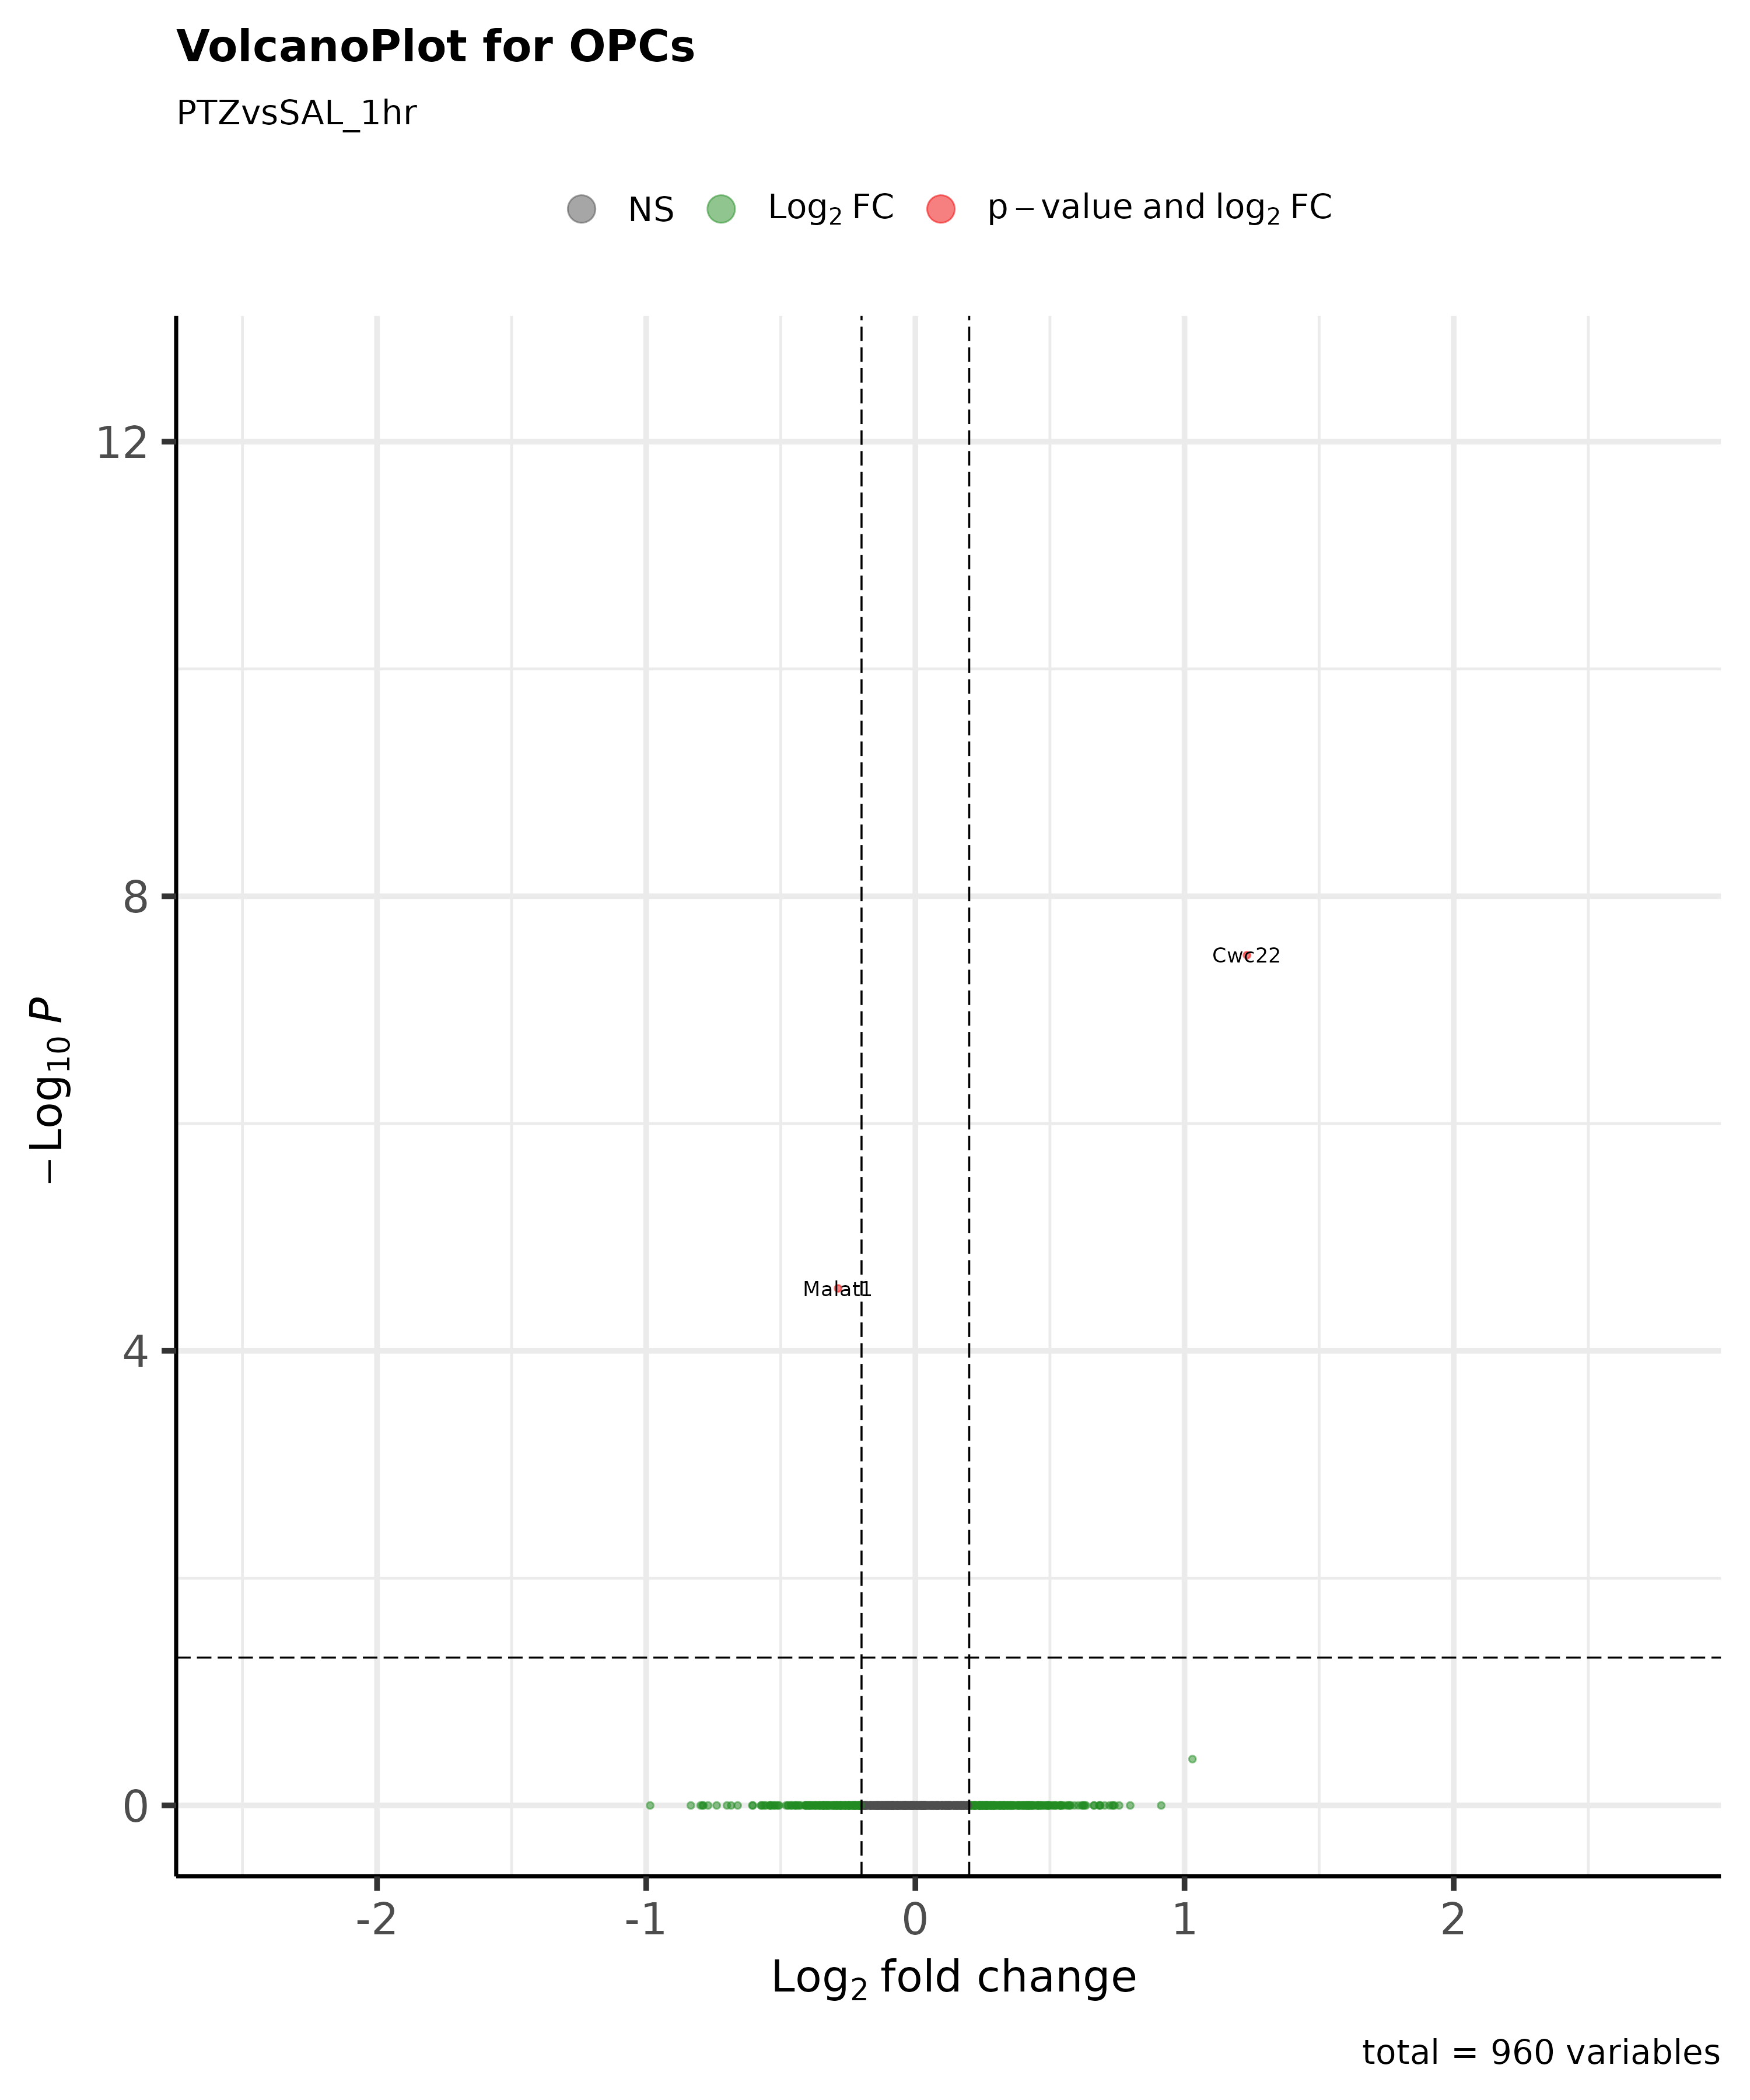 VolcanoPlot for OPCs
PTZvsSAL_1hr
NS Log₂ FC p − value and log₂ FC
12
8
4
0
−Log₁₀ P
Cwc22
Malat1
-2 -1 0 1 2
Log₂ fold change
total = 960 variables